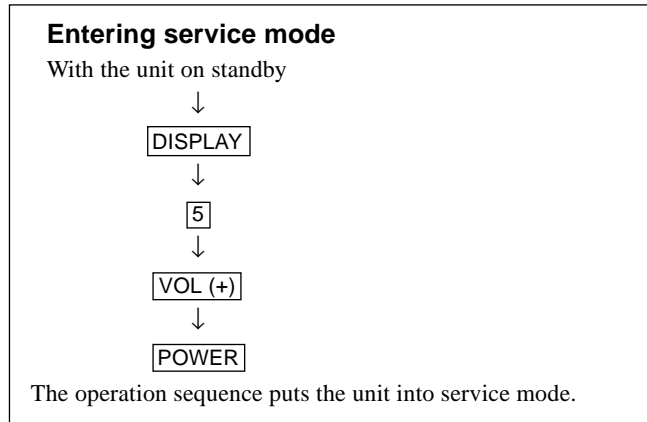 Entering service mode
With the unit on standby
↓
DISPLAY
↓
5
↓
VOL (+)
↓
POWER
The operation sequence puts the unit into service mode.